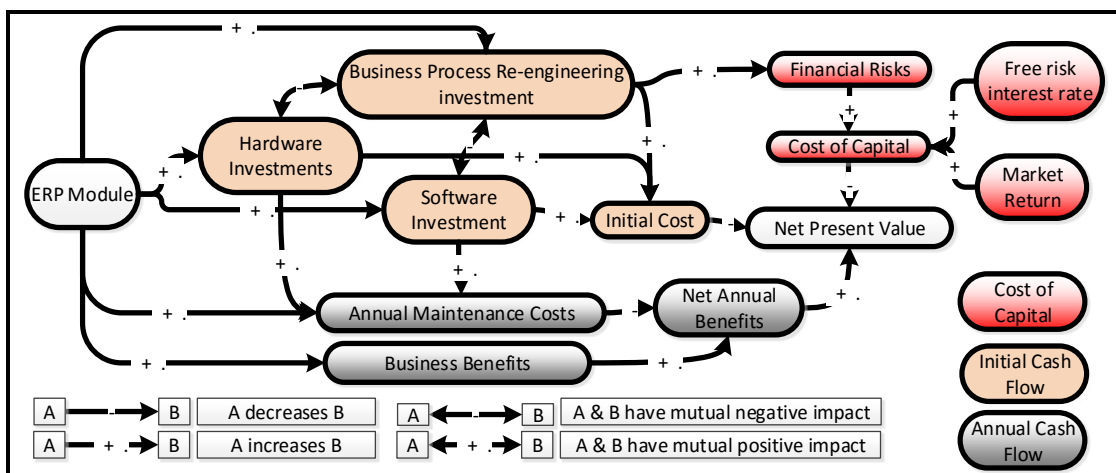 + .
Business Process Re-engineering
investment
+ .
Financial Risks
Free risk
interest rate
-
+
+
Hardware
Investments
-
+ .
Cost of Capital
ERP Module
+ .
+ .
+
Market
Return
Software
Investment
-
+ .
+ .
Initial Cost
-
Net Present Value
+ .
+ .
Cost of
Capital
Net Annual
Benefits
+ .
+ .
Annual Maintenance Costs
-
Initial Cash
Flow
+ .
Business Benefits
+ .
A
-
B
A decreases B
A
-
B
A & B have mutual negative impact
A
+ .
B
A increases B
A
+ .
B
A & B have mutual positive impact
Annual Cash
Flow